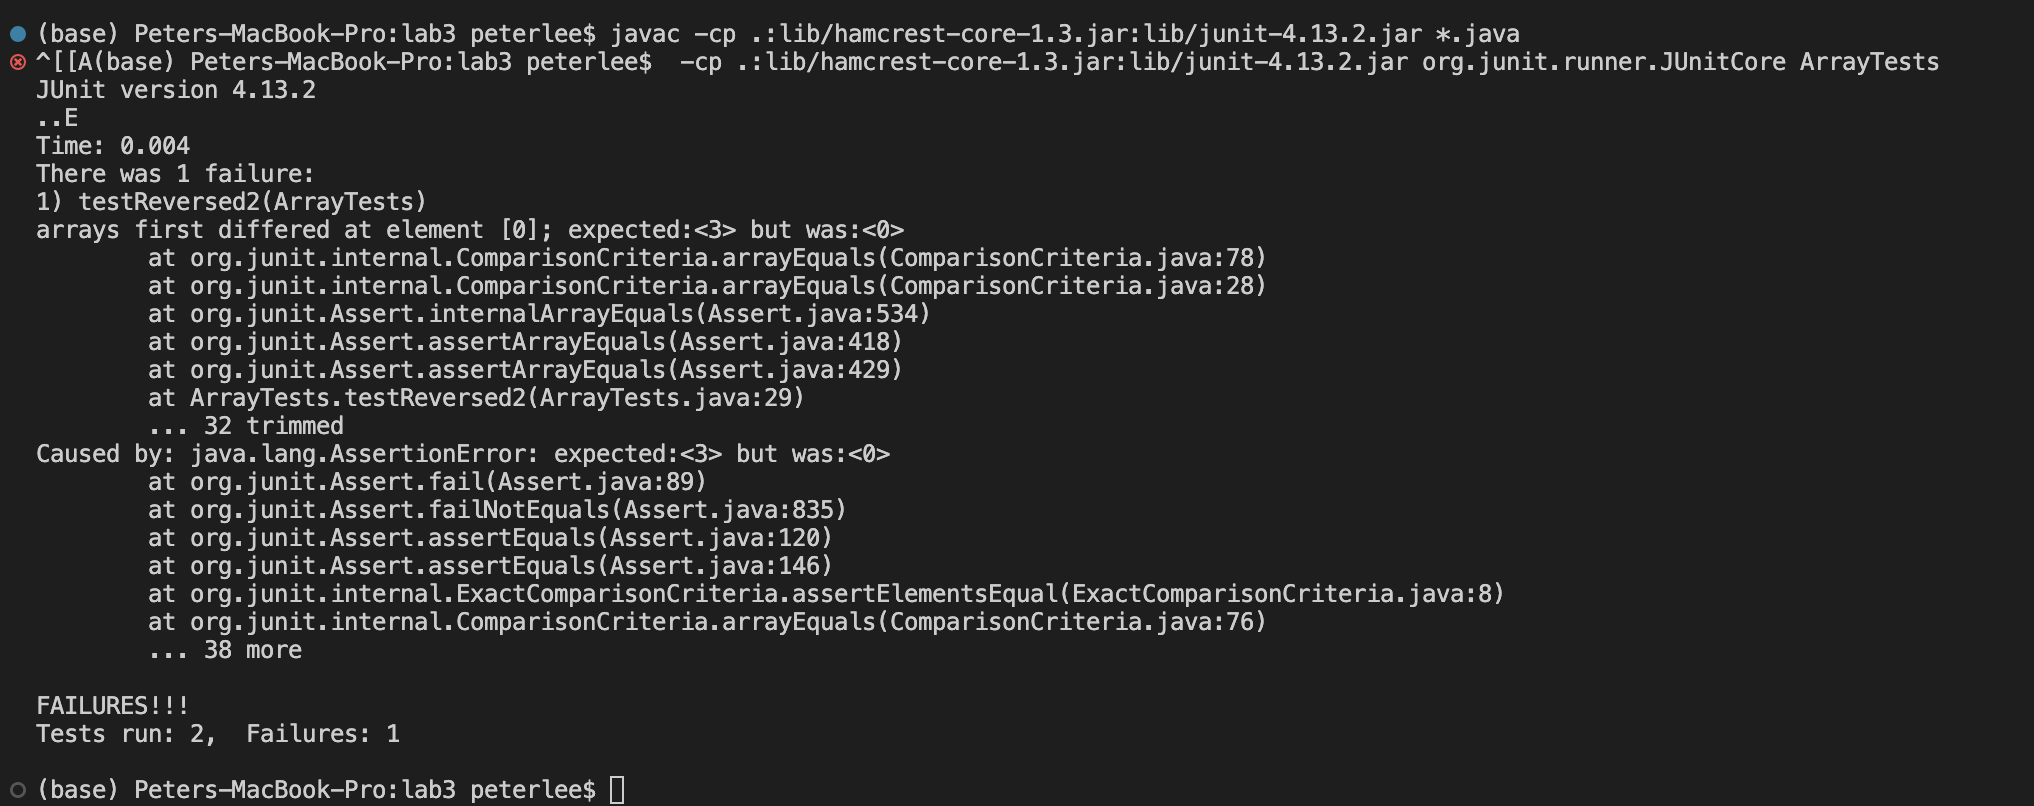 (base) Peters-MacBook-Pro:lab3 peterlee$ javac -cp .:lib/hamcrest-core-1.3.jar:lib/junit-4.13.2.jar *.java
^[[A(base) Peters-MacBook-Pro:lab3 peterlee$  -cp .:lib/hamcrest-core-1.3.jar:lib/junit-4.13.2.jar org.junit.runner.JUnitCore ArrayTests
JUnit version 4.13.2
..E
Time: 0.004
There was 1 failure:
1) testReversed2(ArrayTests)
arrays first differed at element [0]; expected:<3> but was:<0>
        at org.junit.internal.ComparisonCriteria.arrayEquals(ComparisonCriteria.java:78)
        at org.junit.internal.ComparisonCriteria.arrayEquals(ComparisonCriteria.java:28)
        at org.junit.Assert.internalArrayEquals(Assert.java:534)
        at org.junit.Assert.assertArrayEquals(Assert.java:418)
        at org.junit.Assert.assertArrayEquals(Assert.java:429)
        at ArrayTests.testReversed2(ArrayTests.java:29)
        ... 32 trimmed
Caused by: java.lang.AssertionError: expected:<3> but was:<0>
        at org.junit.Assert.fail(Assert.java:89)
        at org.junit.Assert.failNotEquals(Assert.java:835)
        at org.junit.Assert.assertEquals(Assert.java:120)
        at org.junit.Assert.assertEquals(Assert.java:146)
        at org.junit.internal.ExactComparisonCriteria.assertElementsEqual(ExactComparisonCriteria.java:8)
        at org.junit.internal.ComparisonCriteria.arrayEquals(ComparisonCriteria.java:76)
        ... 38 more

FAILURES!!!
Tests run: 2,  Failures: 1

(base) Peters-MacBook-Pro:lab3 peterlee$